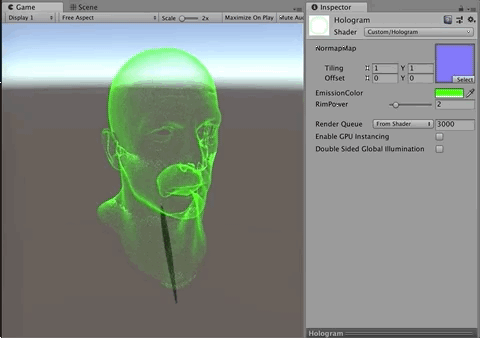 Game
Scene
Display 1
Free Aspect
Scale
2x
Maximize On Play
Mute Aud
Inspector
Hologram
Shader
Custom/Hologram
NormapMap
Tiling X 1 Y 1
Offset X 0 Y 0
Select
EmissionColor
RimPower
2
Render Queue
From Shader
3000
Enable GPU Instancing
Double Sided Global Illumination
Hologram